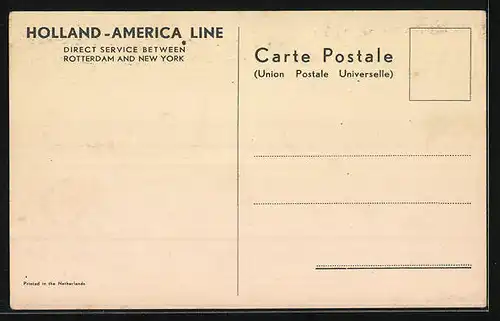 HOLLAND-AMERICA LINE
DIRECT SERVICE BETWEEN
ROTTERDAM AND NEW YORK
Carte Postale
(Union Postale Universelle)
Printed in the Netherlands